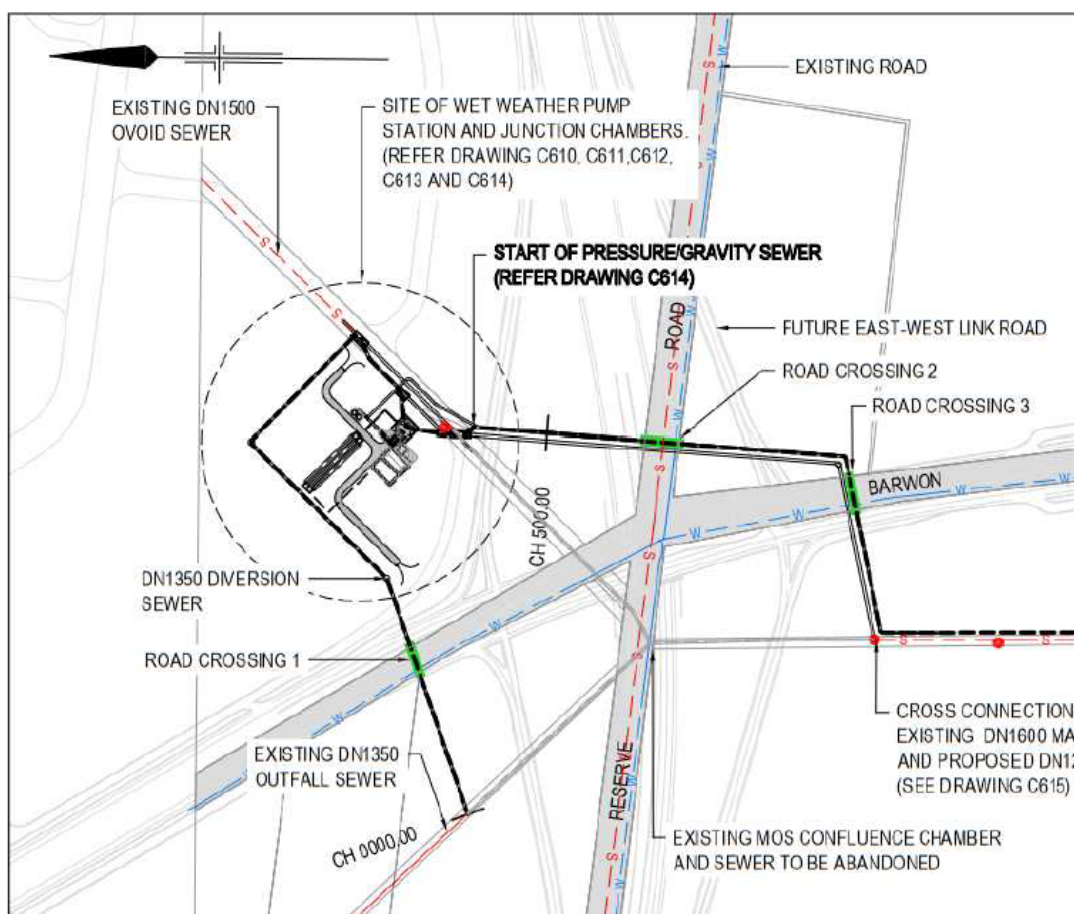 EXISTING ROAD
EXISTING DN1500
OVOID SEWER
SITE OF WET WEATHER PUMP
STATION AND JUNCTION CHAMBERS.
(REFER DRAWING C610, C611,C612,
C613 AND C614)
START OF PRESSURE/GRAVITY SEWER
(REFER DRAWING C614)
ROAD
FUTURE EAST-WEST LINK ROAD
ROAD CROSSING 2
ROAD CROSSING 3
BARWON
CH 500.00
DN1350 DIVERSION
SEWER
ROAD CROSSING 1
EXISTING DN1350
OUTFALL SEWER
CH 0000.00
RESERVE
CROSS CONNECTION
EXISTING DN1600 MA
AND PROPOSED DN12
(SEE DRAWING C615)
EXISTING MOS CONFLUENCE CHAMBER
AND SEWER TO BE ABANDONED
S
S
S
S
S
S
S
S
S
S
W
W
W
W
W
W
W
W
W
W